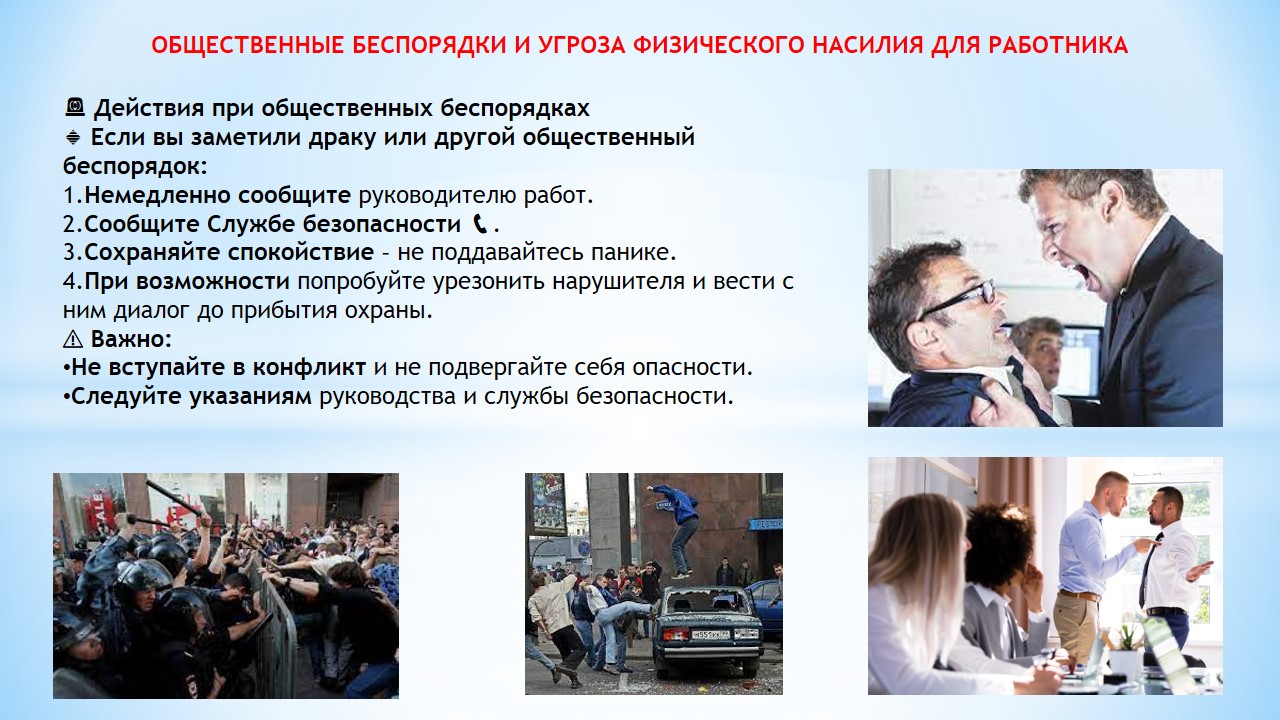 ОБЩЕСТВЕННЫЕ БЕСПОРЯДКИ И УГРОЗА ФИЗИЧЕСКОГО НАСИЛИЯ ДЛЯ РАБОТНИКА
Действия при общественных беспорядках
Если вы заметили драку или другой общественный
беспорядок:
1.Немедленно сообщите руководителю работ.
2.Сообщите Службе безопасности 📞.
3.Сохраняйте спокойствие – не поддавайтесь панике.
4.При возможности попробуйте урезонить нарушителя и вести с
ним диалог до прибытия охраны.
⚠ Важно:
•Не вступайте в конфликт и не подвергайте себя опасности.
•Следуйте указаниям руководства и службы безопасности.